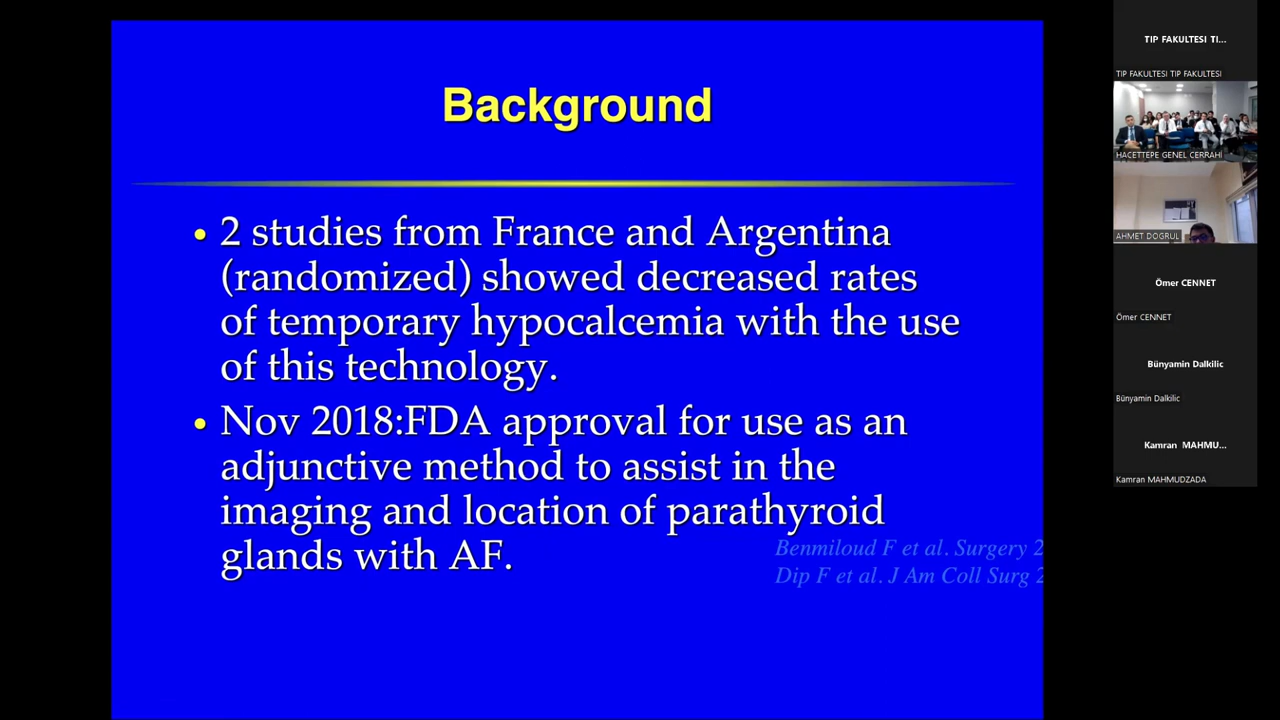 Background
• 2 studies from France and Argentina
(randomized) showed decreased rates
of temporary hypocalcemia with the use
of this technology.
• Nov 2018:FDA approval for use as an
adjunctive method to assist in the
imaging and location of parathyroid
glands with AF.
Benmiloud F et al. Surgery 2
Dip F et al. J Am Coll Surg 2
TIP FAKULTESI TI...
TIP FAKULTESI TIP FAKULTESI
HACETTEPE GENEL CERRAHİ
AHMET DOGRUL
Ömer CENNET
Ömer CENNET
Bünyamin Dalkilic
Bünyamin Dalkilic
Kamran MAHMU...
Kamran MAHMUDZADA